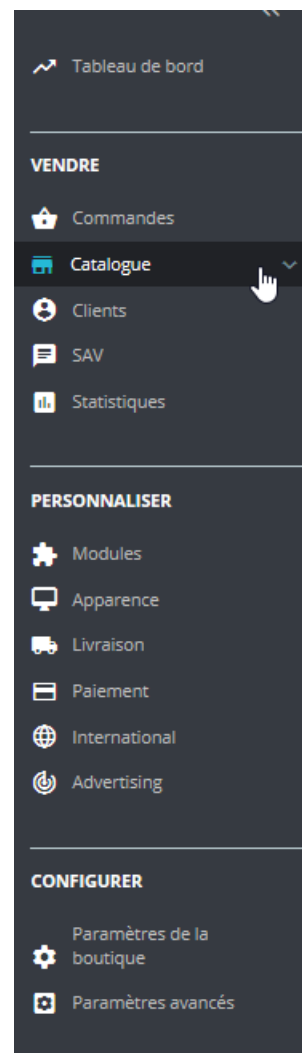 Tableau de bord
VENDRE
Commandes
Catalogue
Clients
SAV
Statistiques
PERSONNALISER
Modules
Apparence
Livraison
Paiement
International
Advertising
CONFIGURER
Paramètres de la
boutique
Paramètres avancés